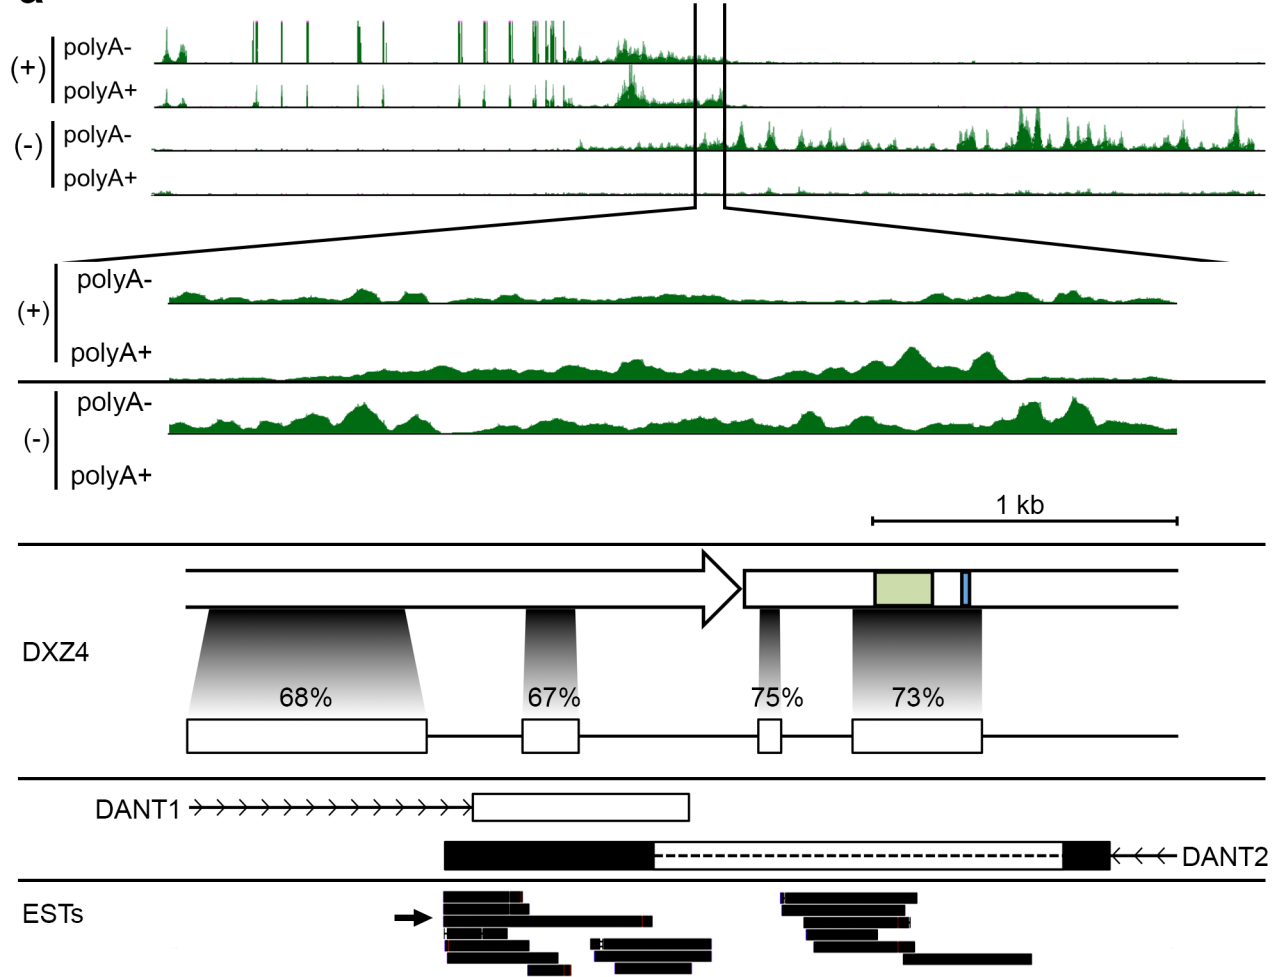 (+)
polyA-
polyA+
(-)
polyA-
polyA+
(+)
polyA-
polyA+
(-)
polyA-
polyA+
1 kb
DXZ4
68%
67%
75%
73%
DANT1
DANT2
ESTs